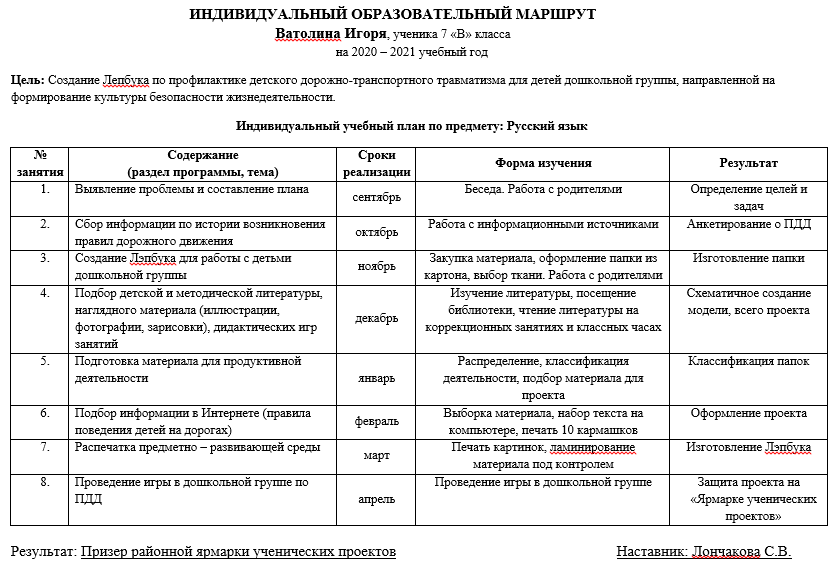 ИНДИВИДУАЛЬНЫЙ ОБРАЗОВАТЕЛЬНЫЙ МАРШРУТ
Ватолина Игоря, ученика 7 «В» класса
на 2020 – 2021 учебный год
Цель: Создание Лепбука по профилактике детского дорожно-транспортного травматизма для детей дошкольной группы, направленной на
формирование культуры безопасности жизнедеятельности.
Индивидуальный учебный план по предмету: Русский язык
№ занятия | Содержание (раздел программы, тема) | Сроки реализации | Форма изучения | Результат
1. | Выявление проблемы и составление плана | сентябрь | Беседа. Работа с родителями | Определение целей и задач
2. | Сбор информации по истории возникновения правил дорожного движения | октябрь | Работа с информационными источниками | Анкетирование о ПДД
3. | Создание Лэпбука для работы с детьми дошкольной группы | ноябрь | Закупка материала, оформление папки из картона, выбор ткани. Работа с родителями | Изготовление папки
4. | Подбор детской и методической литературы, наглядного материала (иллюстрации, фотографии, зарисовки), дидактических игр занятий | декабрь | Изучение литературы, посещение библиотеки, чтение литературы на коррекционных занятиях и классных часах | Схематичное создание модели, всего проекта
5. | Подготовка материала для продуктивной деятельности | январь | Распределение, классификация деятельности, подбор материала для проекта | Классификация папок
6. | Подбор информации в Интернете (правила поведения детей на дорогах) | февраль | Выборка материала, набор текста на компьютере, печать 10 кармашков | Оформление проекта
7. | Распечатка предметно – развивающей среды | март | Печать картинок, ламинирование материала под контролем | Изготовление Лэпбука
8. | Проведение игры в дошкольной группе по ПДД | апрель | Проведение игры в дошкольной группе | Защита проекта на «Ярмарке ученических проектов»
Результат: Призер районной ярмарки ученических проектов
Наставник: Лончакова С.В.